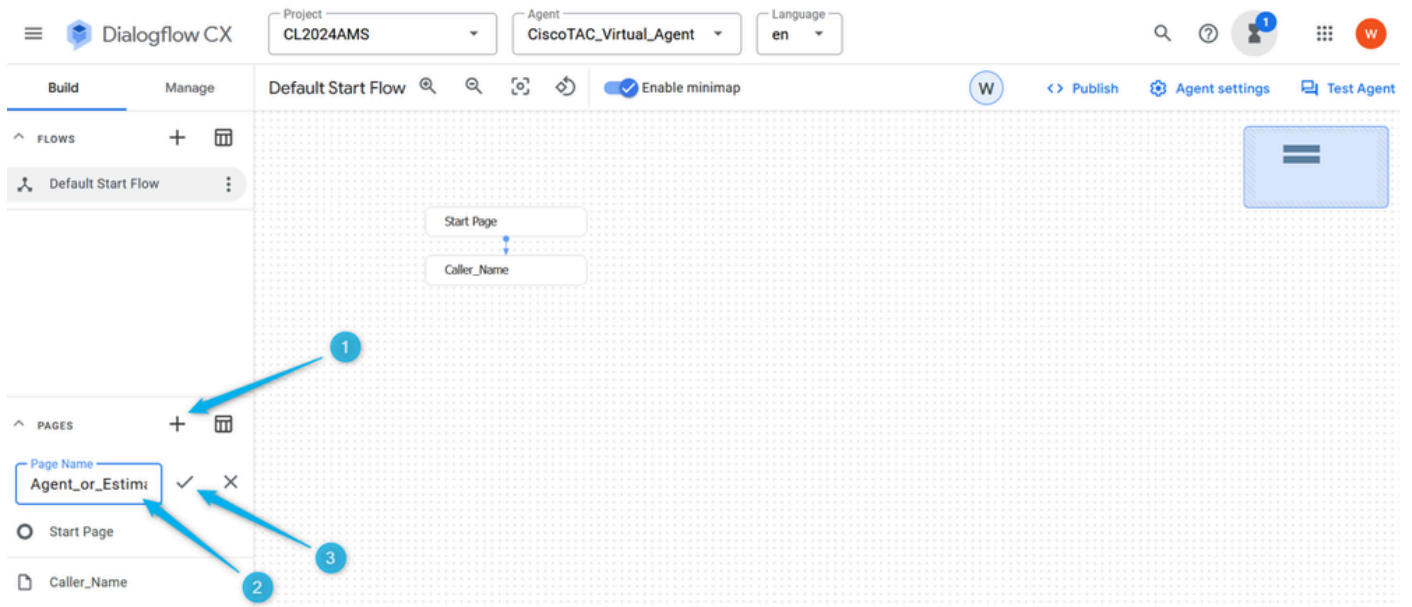 Project
Agent
Language
1
Dialogflow CX
CL2024AMS
CiscoTAC_Virtual_Agent
en
W
Build
Manage
Default Start Flow
Enable minimap
W
<> Publish
Agent settings
Test Agent
FLOWS
Default Start Flow
Start Page
Caller_Name
1
PAGES
Page Name
Agent_or_Estima
Start Page
3
Caller_Name
2